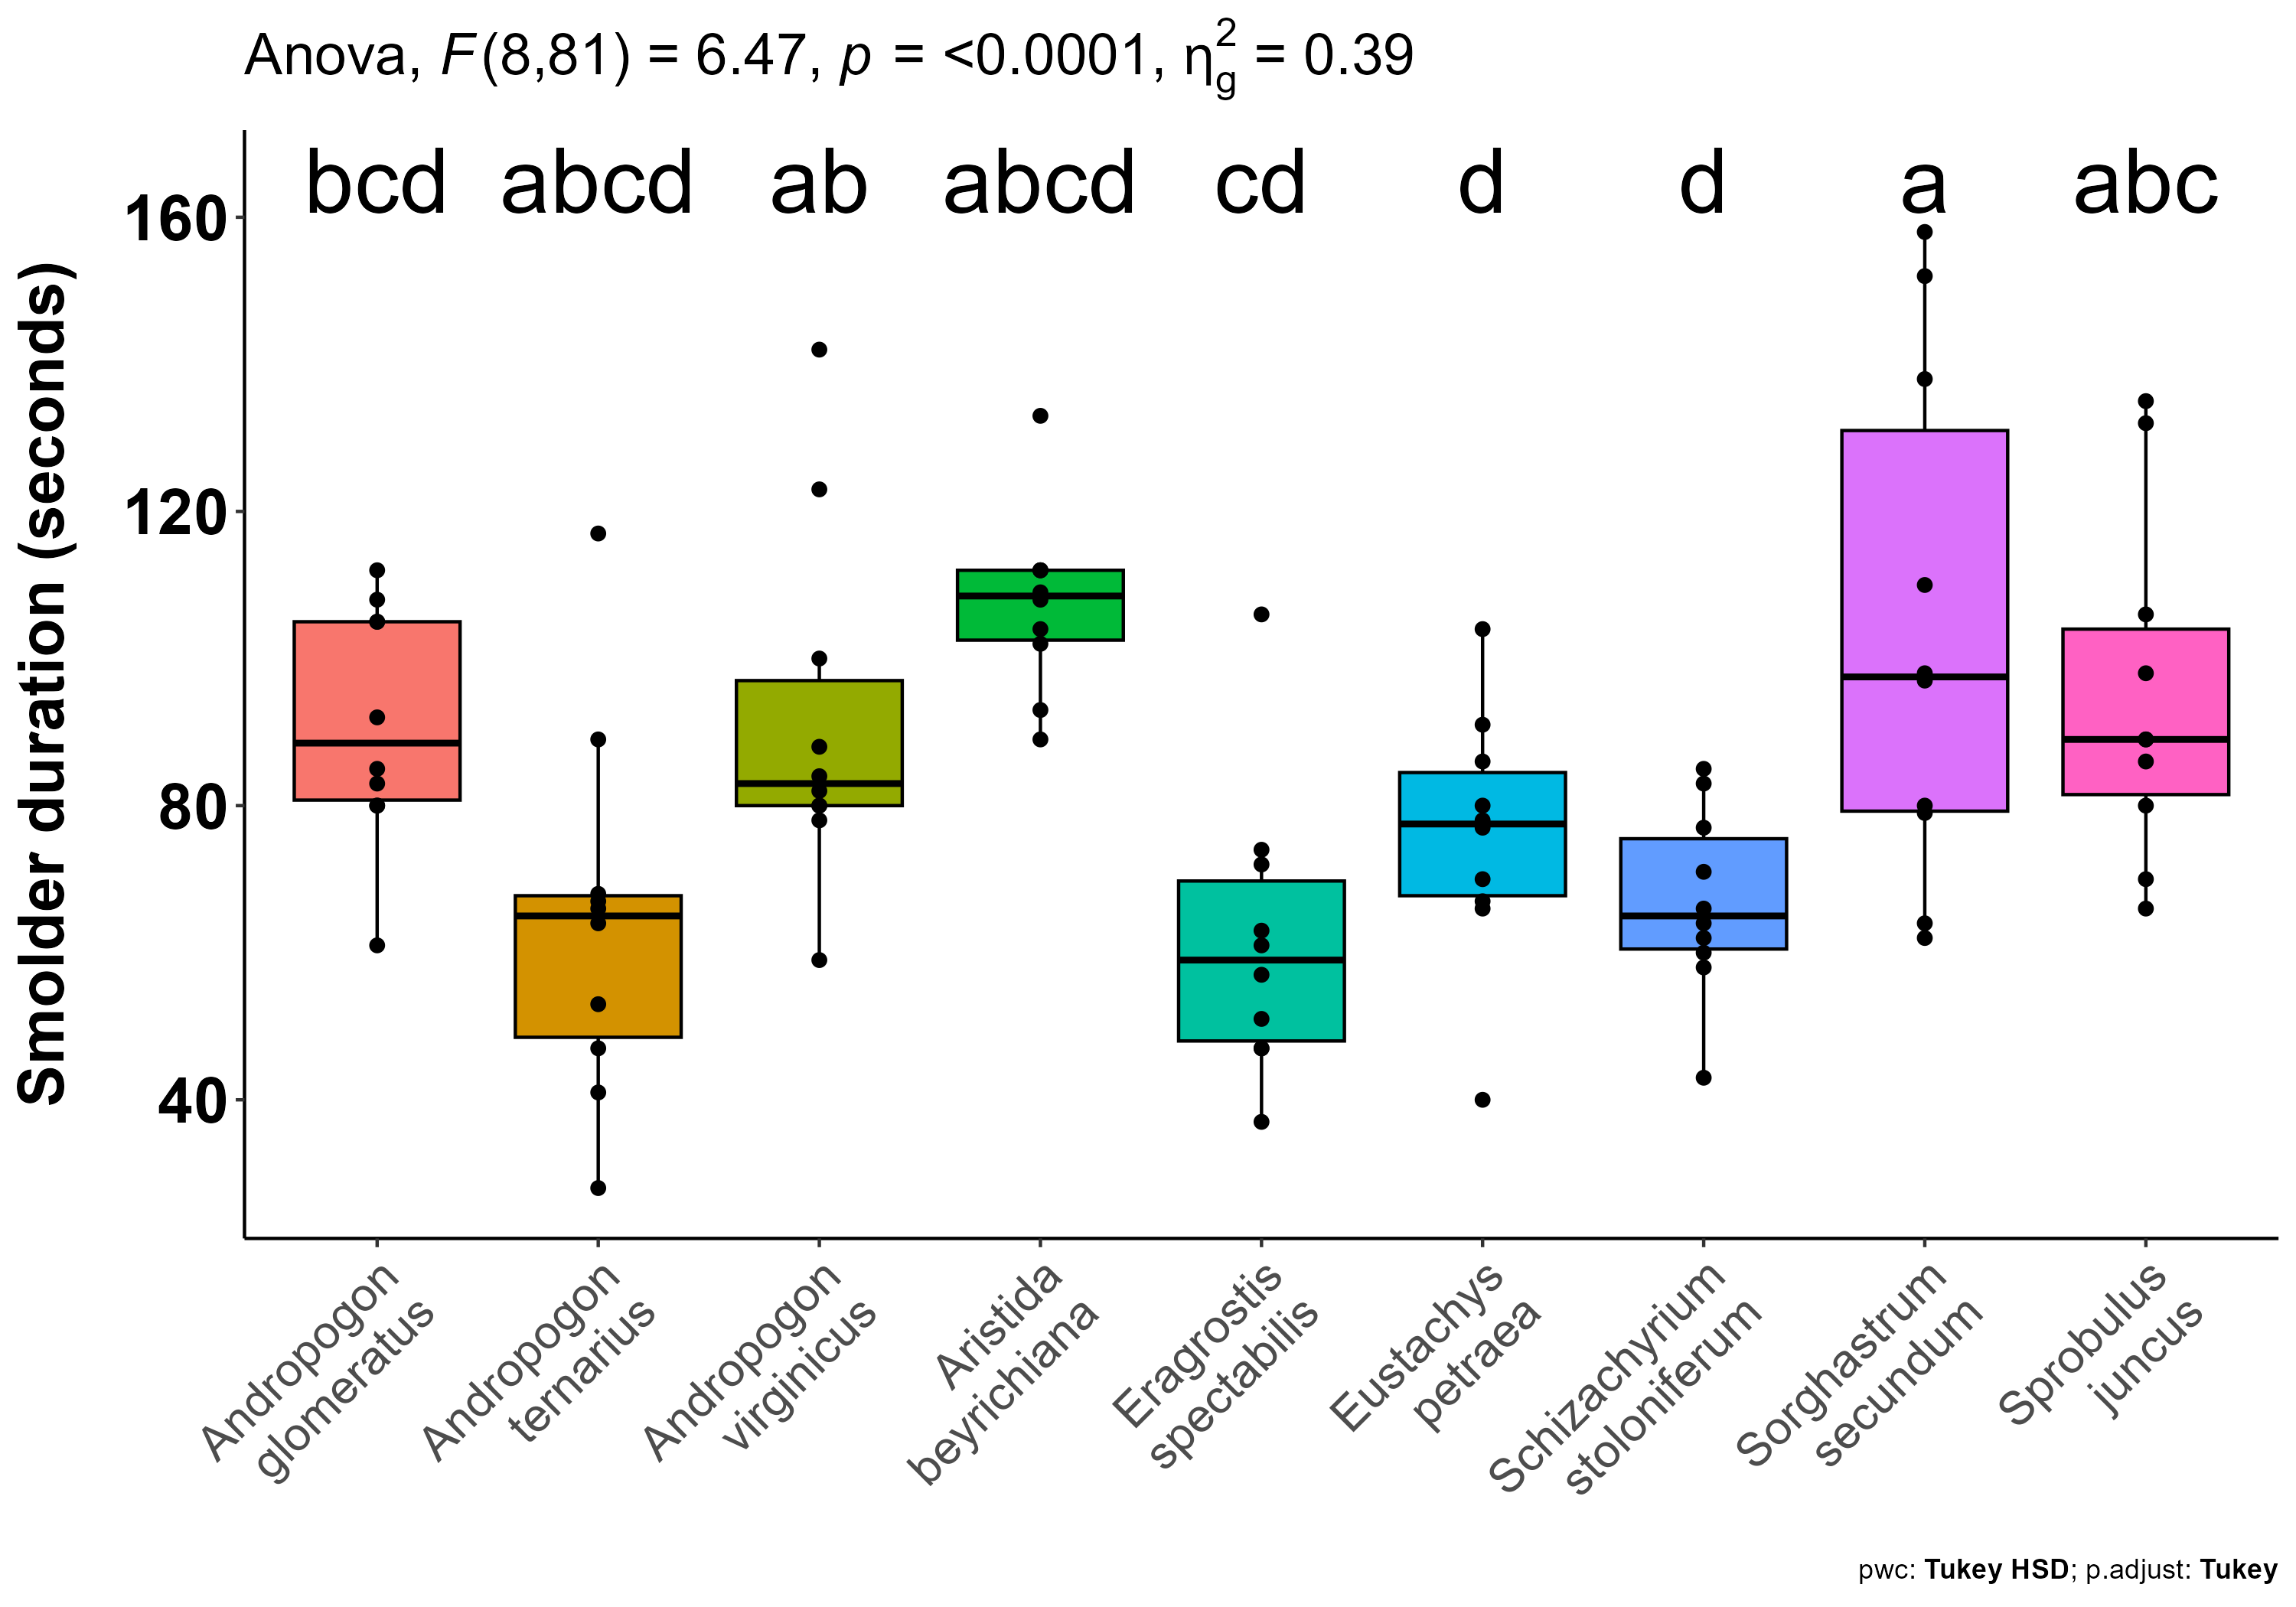 Anova, F(8,81) = 6.47, p = <0.0001, η²g = 0.39
bcd abcd ab abcd cd d d a abc
Smolder duration (seconds)
160
120
80
40
Andropogon
glomeratus
Andropogon
ternarius
Andropogon
virginicus
Aristida
beyrichiana
Eragrostis
spectabilis
Eustachys
petraea
Schizachyrium
stoloniferum
Sorghastrum
secundum
Sprobulus
juncus
pwc: Tukey HSD; p.adjust: Tukey